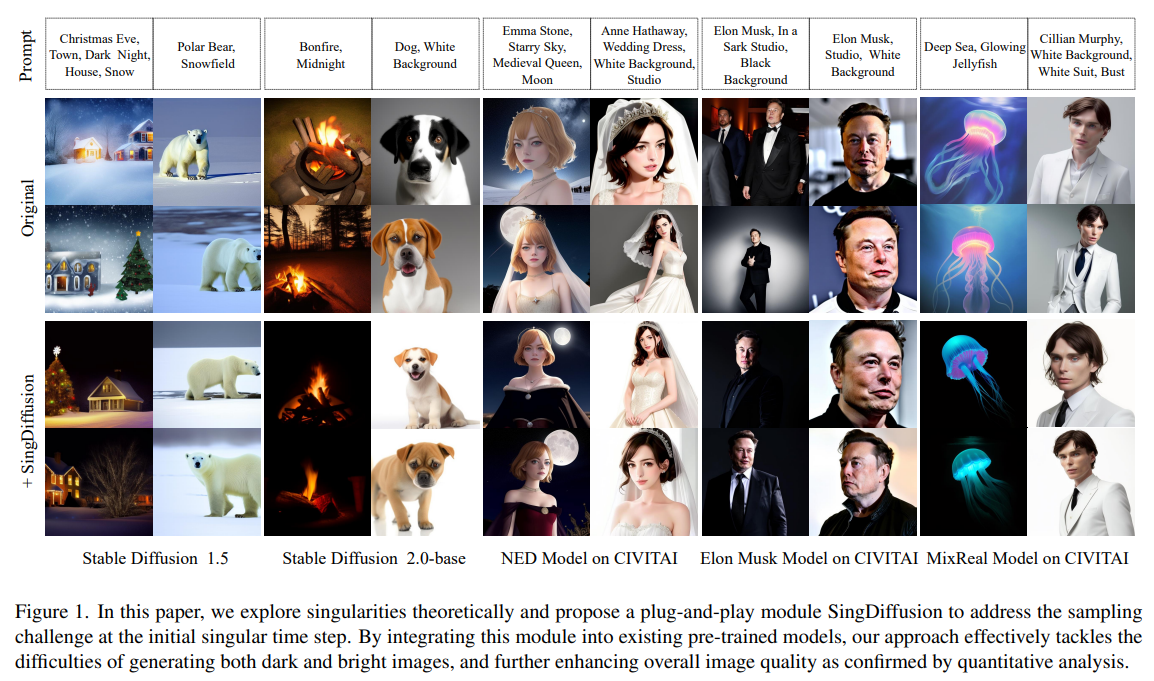 Prompt
Christmas Eve,
Town, Dark Night,
House, Snow
Polar Bear,
Snowfield
Bonfire,
Midnight
Dog, White
Background
Emma Stone,
Starry Sky,
Medieval Queen,
Moon
Anne Hathaway,
Wedding Dress,
White Background,
Studio
Elon Musk, In a
Sark Studio,
Black
Background
Elon Musk,
Studio, White
Background
Deep Sea, Glowing
Jellyfish
Cillian Murphy,
White Background,
White Suit, Bust
Original
+ SingDiffusion
Stable Diffusion 1.5
Stable Diffusion 2.0-base
NED Model on CIVITAI
Elon Musk Model on CIVITAI
MixReal Model on CIVITAI
Figure 1. In this paper, we explore singularities theoretically and propose a plug-and-play module SingDiffusion to address the sampling
challenge at the initial singular time step. By integrating this module into existing pre-trained models, our approach effectively tackles the
difficulties of generating both dark and bright images, and further enhancing overall image quality as confirmed by quantitative analysis.